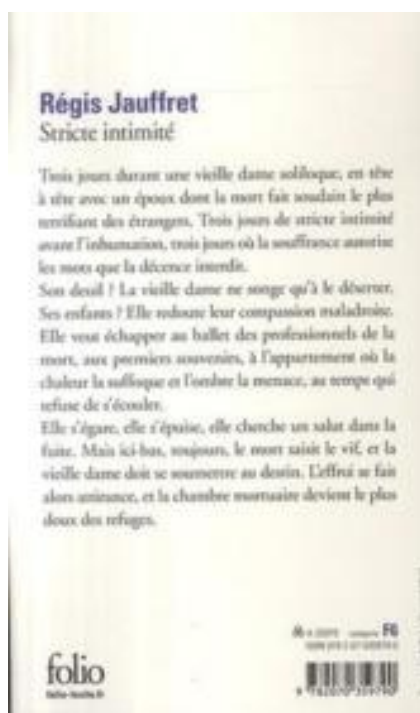 Régis Jauffret
Stricte intimité
Trois jours durant une vieille dame soliloque, en tête
à tête avec un époux dont la mort fait soudain le plus
terrifiant des étrangers. Trois jours de stricte intimité
avant l'inhumation, trois jours où la souffrance autorise
les mots que la décence interdit.
Son deuil ? La vieille dame ne songe qu'à le déserter.
Ses enfants ? Elle redoute leur compassion maladroite.
Elle veut échapper au ballet des professionnels de la
mort, aux premiers souvenirs, à l'appartement où la
chaleur la suffoque et l'ombre la menace, au temps qui
refuse de s'écouler.
Elle s'égare, elle s'épuise, elle cherche un salut dans la
fuite. Mais ici-bas, toujours, le mort saisit le vif, et la
vieille dame doit se soumettre au destin. L'effroi se fait
alors attirance, et la chambre mortuaire devient le plus
doux des refuges.
F6
folio
9 782070 309790